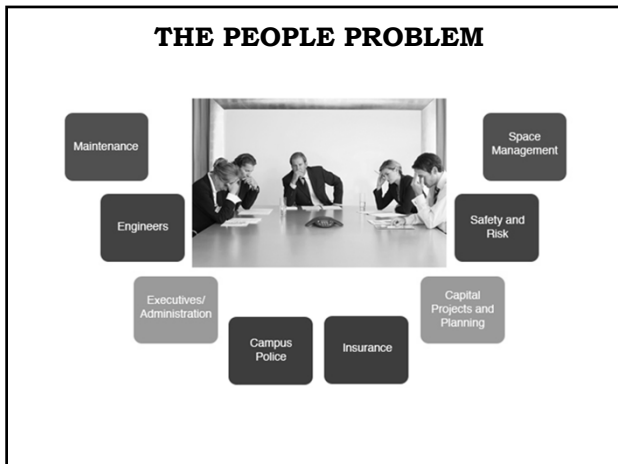 THE PEOPLE PROBLEM
Maintenance
Engineers
Executives/
Administration
Campus
Police
Insurance
Capital
Projects and
Planning
Safety and
Risk
Space
Management